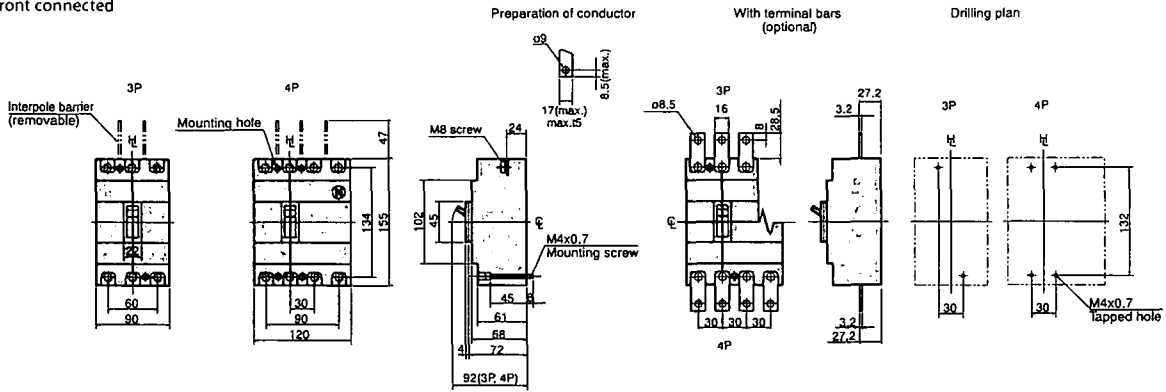 ront connected
Preparation of conductor
With terminal bars
(optional)
Drilling plan
ø9
8.5(max.)
17(max.)
max.t5
3P
Interpole barrier
(removable)
4P
Mounting hole
47
134
155
22
60
90
30
90
120
M8 screw
24
102
45
M4x0.7
Mounting screw
45
8
61
68
4
72
92(3P, 4P)
ø8.5
3P
16
8
28.5
30
30
30
4P
3.2
27.2
3.2
27.2
3P
4P
132
30
30
M4x0.7
Tapped hole